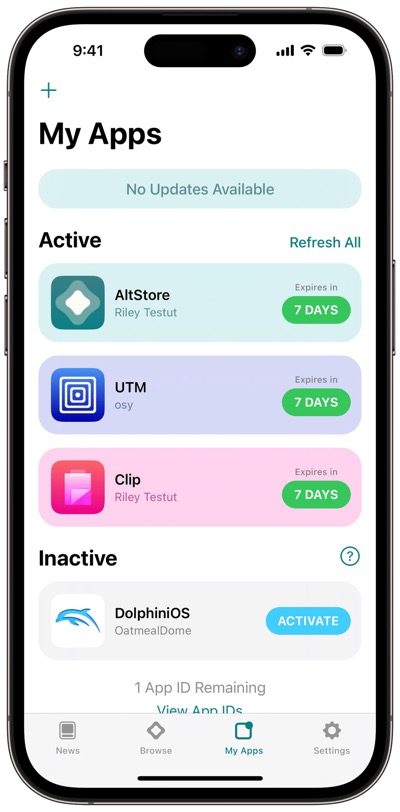 9:41
+
My Apps
No Updates Available
Active
Refresh All
AltStore
Riley Testut
Expires in
7 DAYS
UTM
osy
Expires in
7 DAYS
Clip
Riley Testut
Expires in
7 DAYS
Inactive
?
DolphiniOS
OatmealDome
ACTIVATE
1 App ID Remaining
View App IDs
News
Browse
My Apps
Settings